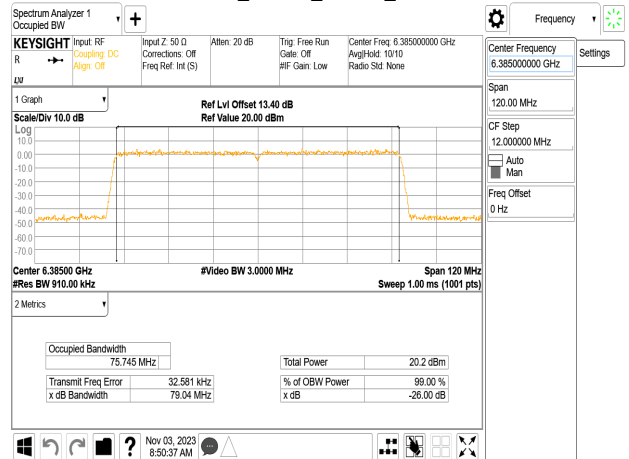 Spectrum Analyzer 1
Occupied BW
KEYSIGHT
R
LXI
Input: RF
Coupling: DC
Align: Off
Input Z: 50 Ω
Corrections: Off
Freq Ref: Int (S)
Atten: 20 dB
Trig: Free Run
Gate: Off
#IF Gain: Low
Center Freq: 6.385000000 GHz
Avg|Hold: 10/10
Radio Std: None
1 Graph
Scale/Div 10.0 dB
Ref Lvl Offset 13.40 dB
Ref Value 20.00 dBm
Log
10.0
0.00
-10.0
-20.0
-30.0
-40.0
-50.0
-60.0
-70.0
Center 6.38500 GHz
#Video BW 3.0000 MHz
Span 120 MHz
#Res BW 910.00 kHz
Sweep 1.00 ms (1001 pts)
2 Metrics
Occupied Bandwidth
75.745 MHz
Total Power 20.2 dBm
Transmit Freq Error 32.581 kHz
% of OBW Power 99.00 %
x dB Bandwidth 79.04 MHz
x dB -26.00 dB
Nov 03, 2023
8:50:37 AM
Frequency
Settings
Center Frequency
6.385000000 GHz
Span
120.00 MHz
CF Step
12.000000 MHz
Auto
Man
Freq Offset
0 Hz